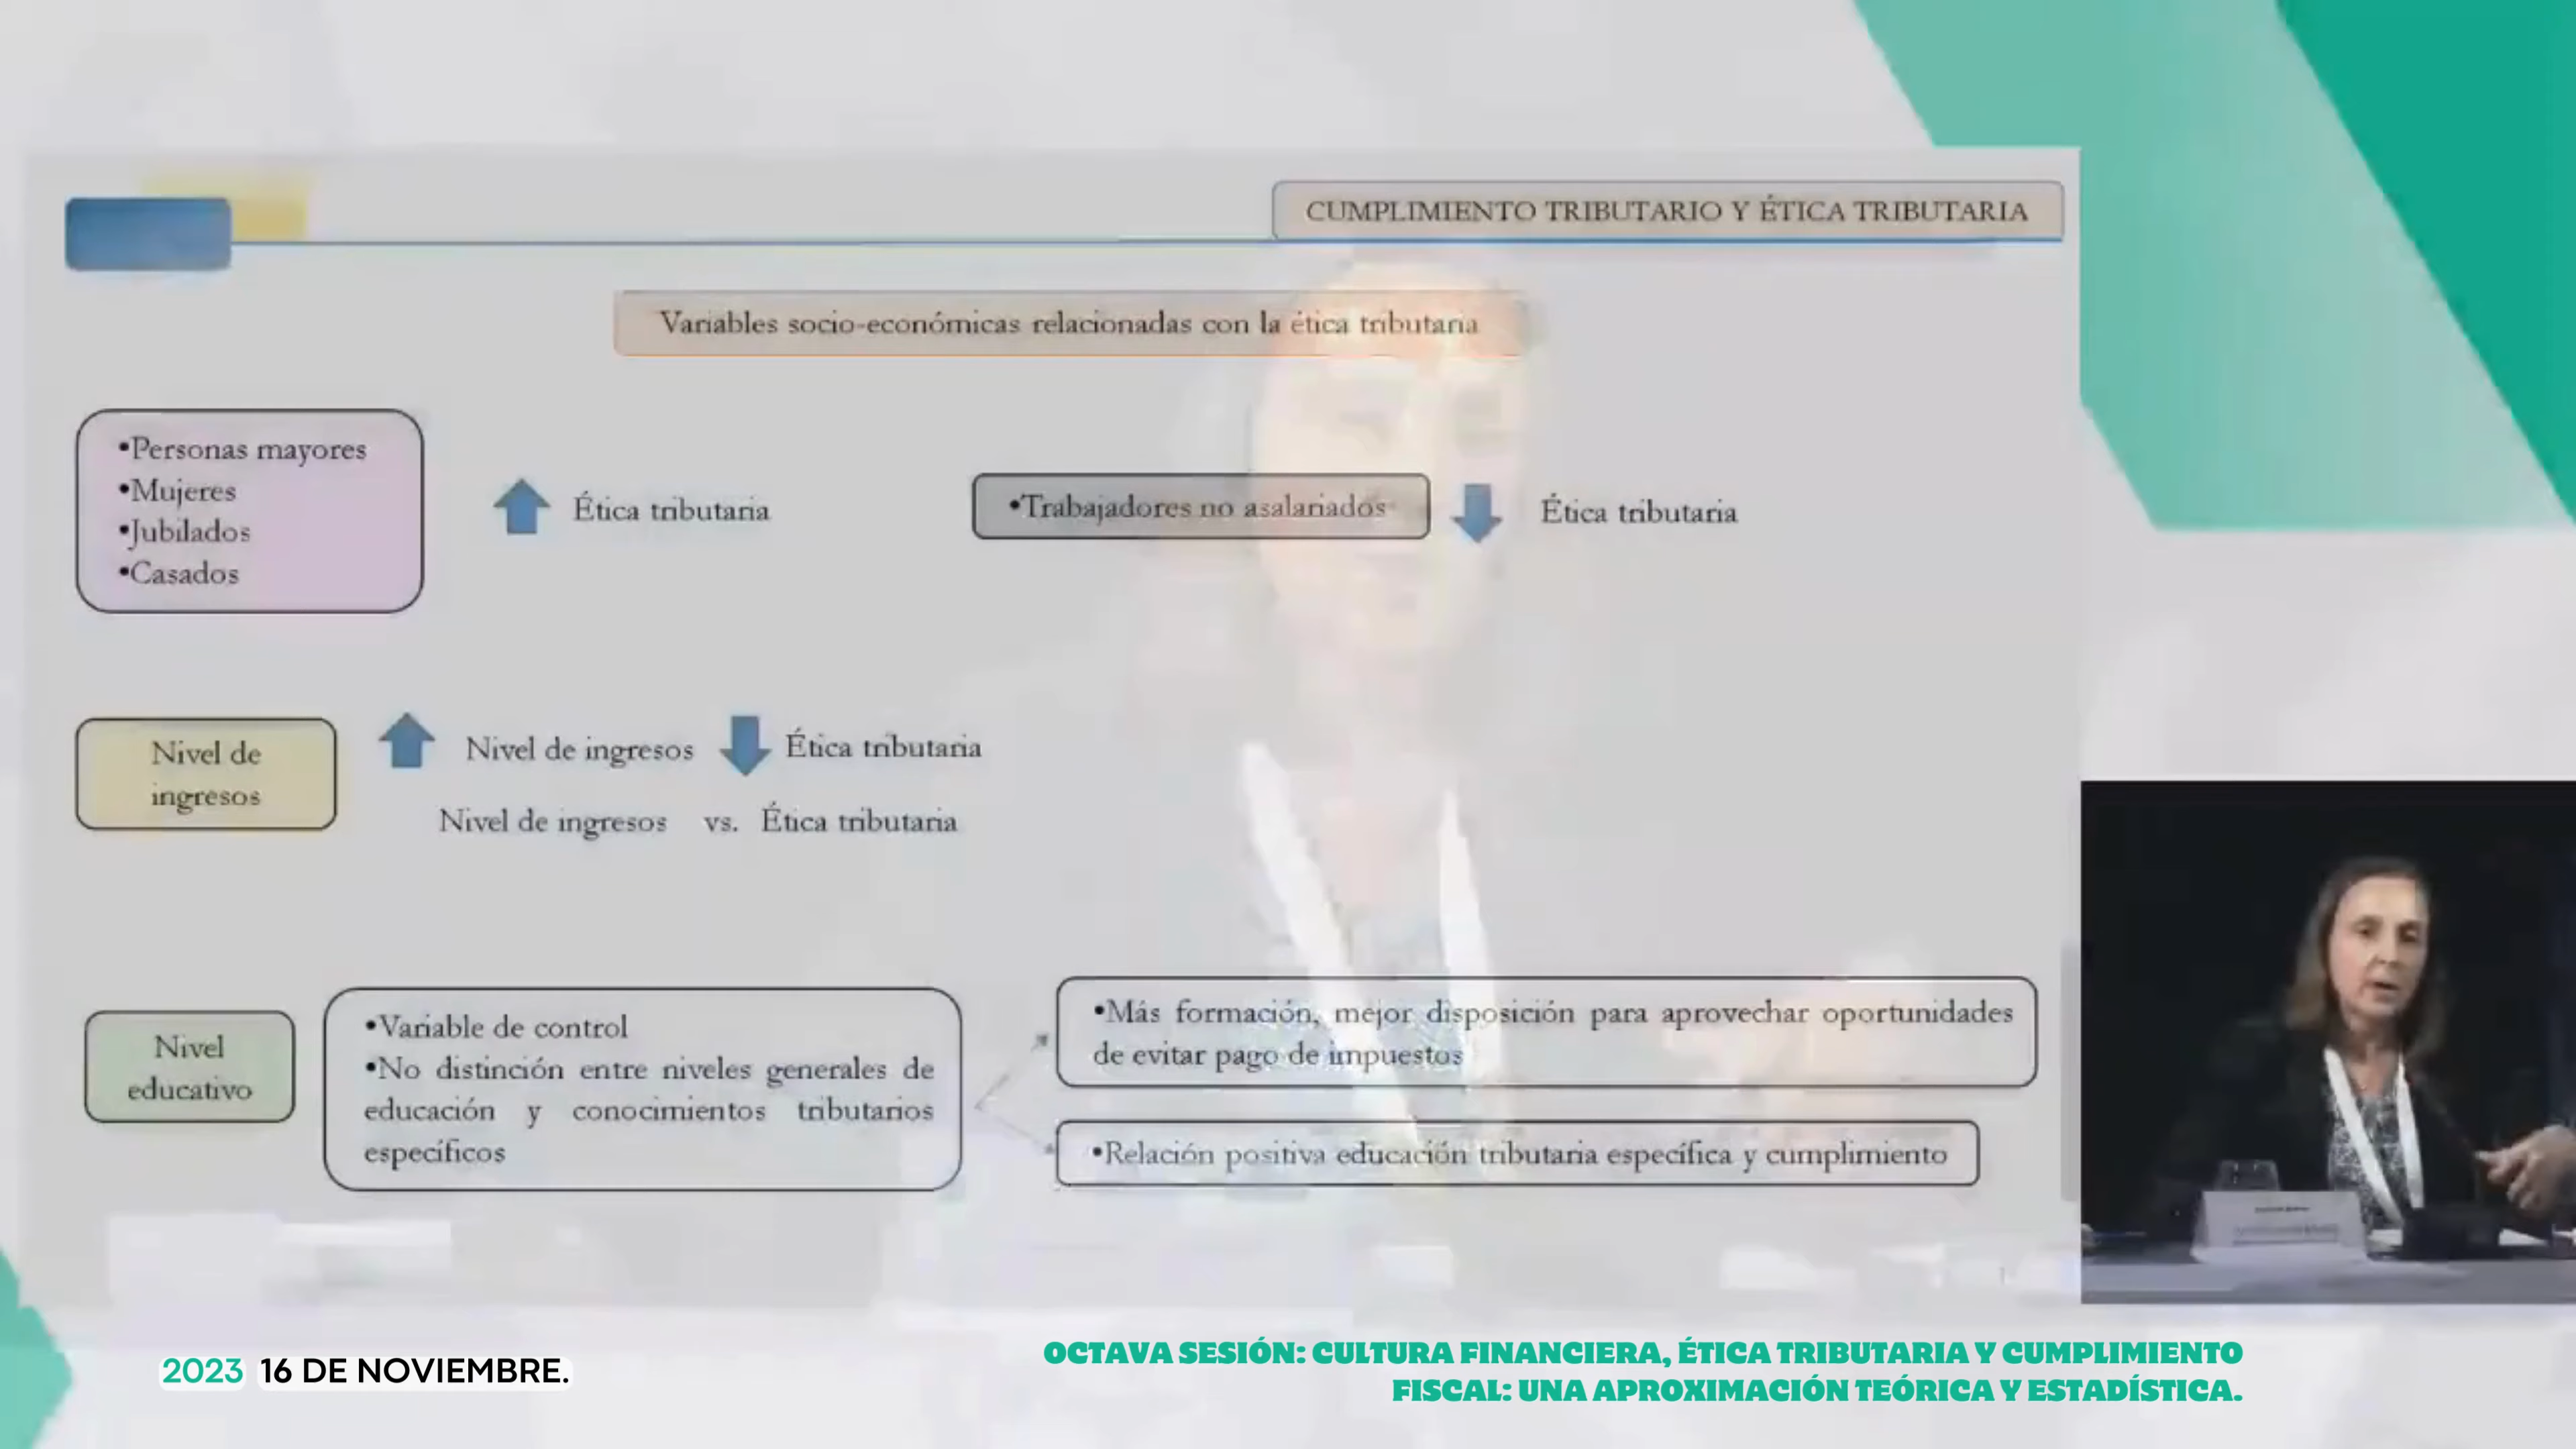 CUMPLIMIENTO TRIBUTARIO Y ÉTICA TRIBUTARIA
Variables socio-económicas relacionadas con la ética tributaria
•Personas mayores
•Mujeres
•Jubilados
•Casados
Ética tributaria
•Trabajadores no asalariados
Ética tributaria
Nivel de
ingresos
Nivel de ingresos
Ética tributaria
Nivel de ingresos vs. Ética tributaria
Nivel
educativo
•Variable de control
•No distinción entre niveles generales de
educación y conocimientos tributarios
específicos
•Más formación, mejor disposición para aprovechar oportunidades
de evitar pago de impuestos
•Relación positiva educación tributaria específica y cumplimiento
2023 16 DE NOVIEMBRE.
OCTAVA SESIÓN: CULTURA FINANCIERA, ÉTICA TRIBUTARIA Y CUMPLIMIENTO
FISCAL: UNA APROXIMACIÓN TEÓRICA Y ESTADÍSTICA.